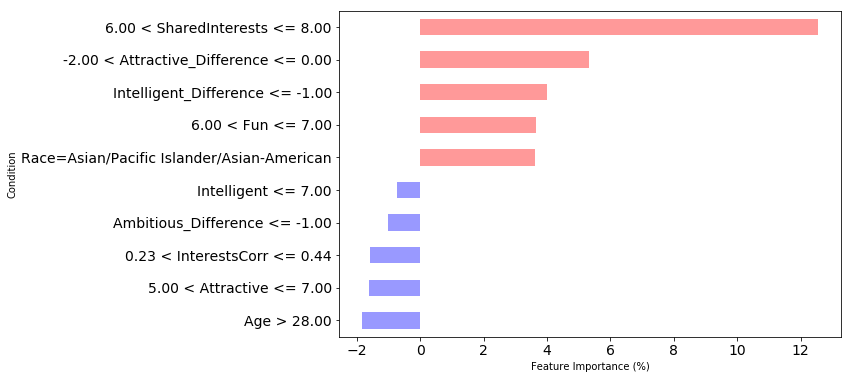 6.00 < SharedInterests <= 8.00
-2.00 < Attractive_Difference <= 0.00
Intelligent_Difference <= -1.00
6.00 < Fun <= 7.00
Race=Asian/Pacific Islander/Asian-American
Intelligent <= 7.00
Ambitious_Difference <= -1.00
0.23 < InterestsCorr <= 0.44
5.00 < Attractive <= 7.00
Age > 28.00
Condition
−2 0 2 4 6 8 10 12
Feature Importance (%)